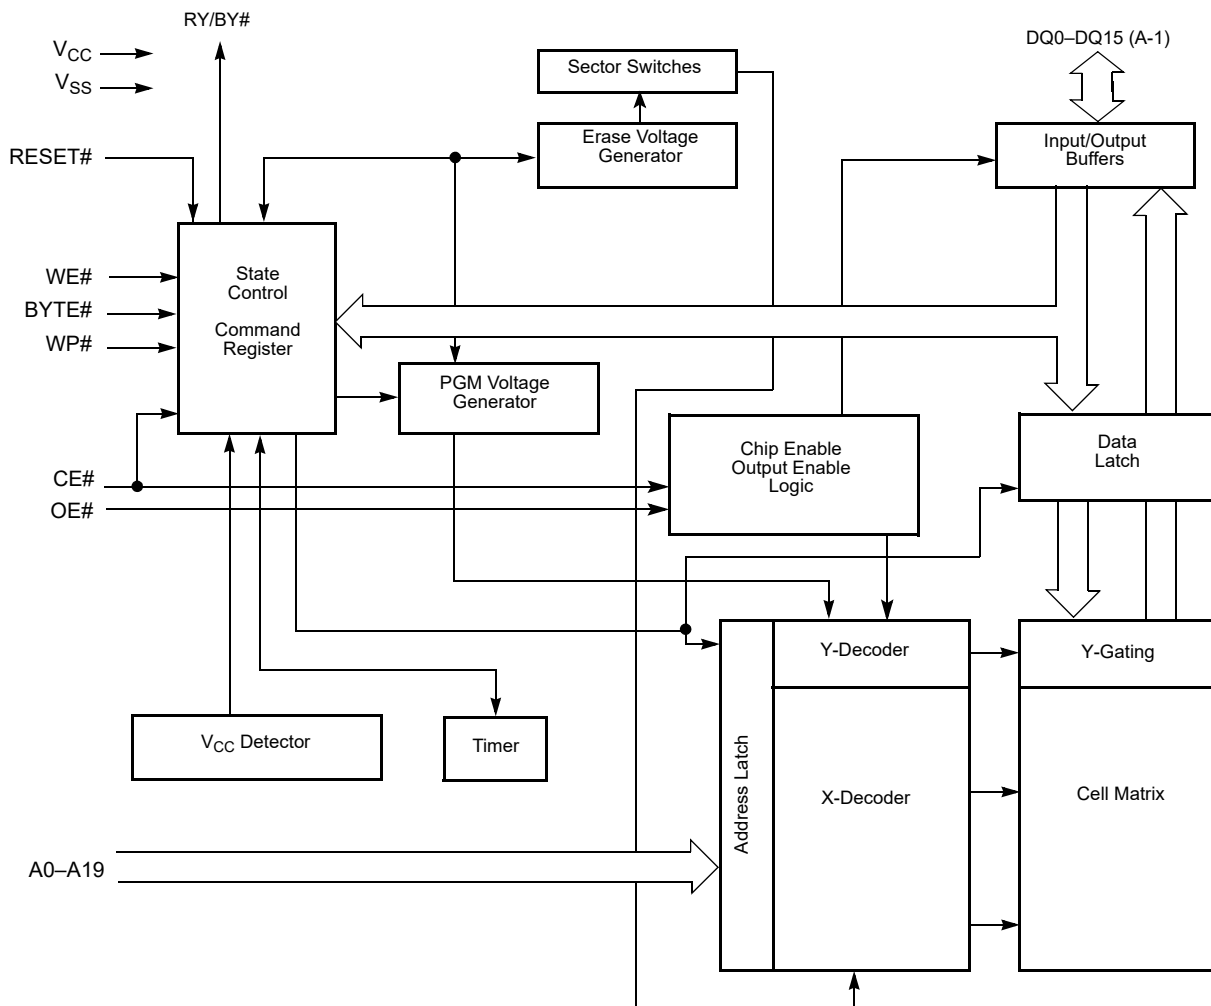 RY/BY#
VCC
VSS
DQ0–DQ15 (A-1)
Sector Switches
RESET#
Erase Voltage
Generator
Input/Output
Buffers
WE#
BYTE#
WP#
State
Control
Command
Register
PGM Voltage
Generator
CE#
OE#
Chip Enable
Output Enable
Logic
Data
Latch
Y-Decoder
Y-Gating
VCC Detector
Timer
Address Latch
X-Decoder
Cell Matrix
A0–A19